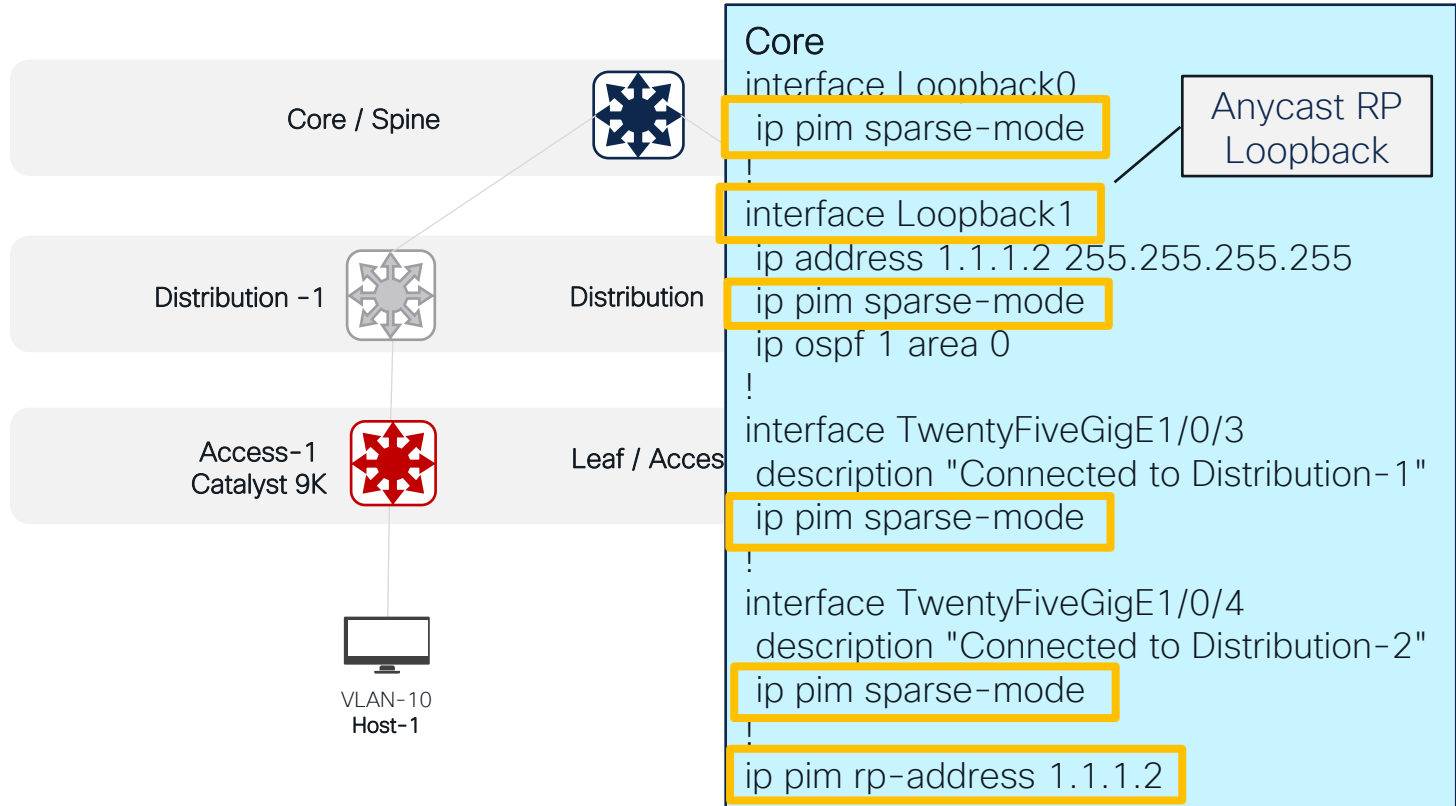 Core / Spine
Distribution -1
Distribution
Access-1
Catalyst 9K
Leaf / Acces
VLAN-10
Host-1
Core
interface Loopback0
ip pim sparse-mode
!
interface Loopback1
ip address 1.1.1.2 255.255.255.255
ip pim sparse-mode
ip ospf 1 area 0
!
interface TwentyFiveGigE1/0/3
description "Connected to Distribution-1"
ip pim sparse-mode
!
interface TwentyFiveGigE1/0/4
description "Connected to Distribution-2"
ip pim sparse-mode
!
!
ip pim rp-address 1.1.1.2
Anycast RP
Loopback